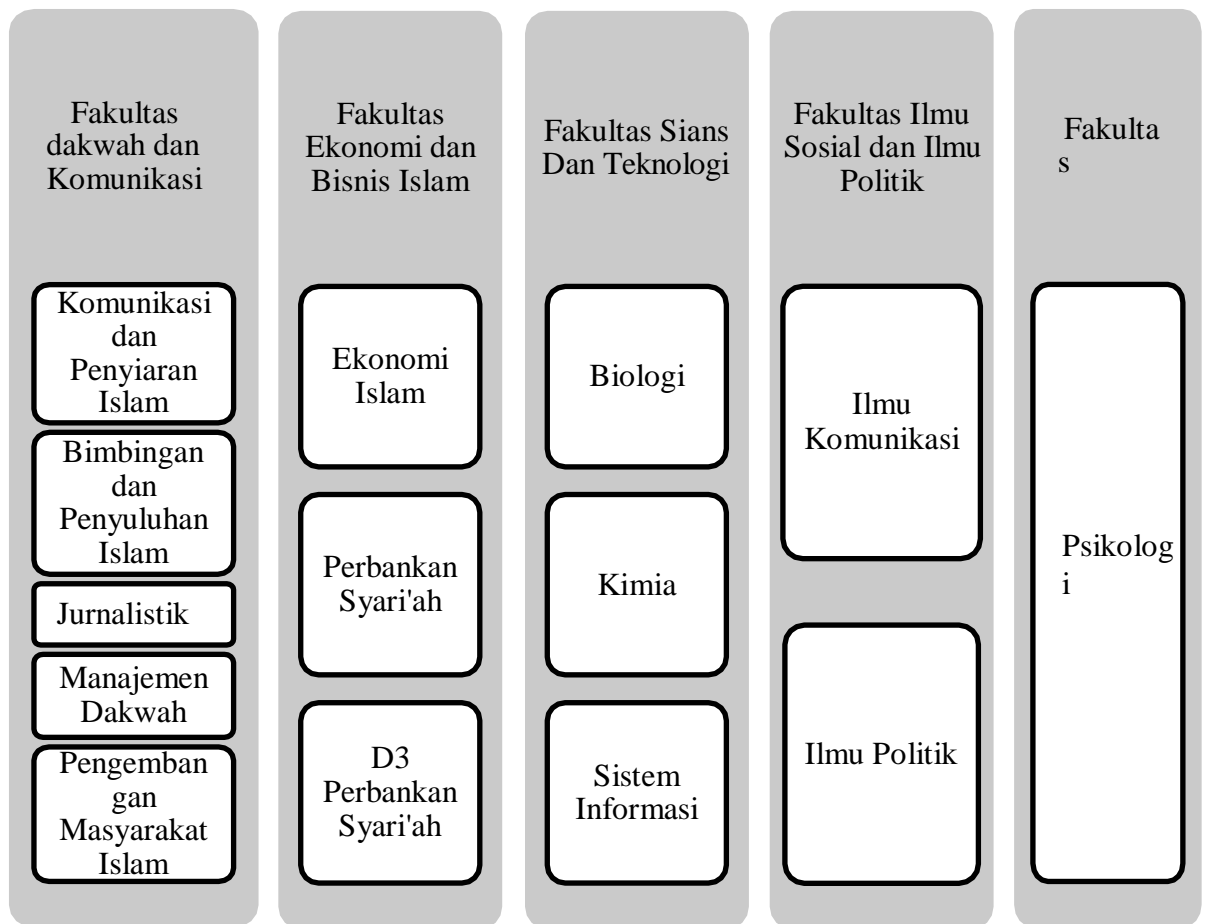 Fakultas
dakwah dan
Komunikasi
Komunikasi
dan
Penyiaran
Islam
Bimbingan
dan
Penyuluhan
Islam
Jurnalistik
Manajemen
Dakwah
Pengemban
gan
Masyarakat
Islam
Fakultas
Ekonomi dan
Bisnis Islam
Ekonomi
Islam
Perbankan
Syari'ah
D3
Perbankan
Syari'ah
Fakultas Sians
Dan Teknologi
Biologi
Kimia
Sistem
Informasi
Fakultas Ilmu
Sosial dan Ilmu
Politik
Ilmu
Komunikasi
Ilmu Politik
Fakulta
s
Psikolog
i